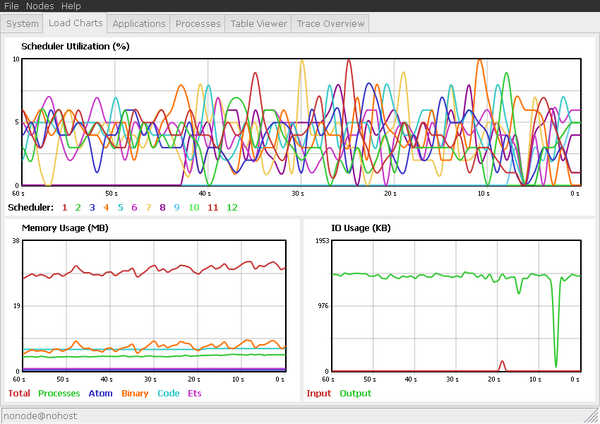 File Nodes Help
System Load Charts Applications Processes Table Viewer Trace Overview
Scheduler Utilization (%)
10
5
0
60 s 50 s 40 s 30 s 20 s 10 s 0 s
Scheduler: 1 2 3 4 5 6 7 8 9 10 11 12
Memory Usage (MB)
38
19
0
60 s 50 s 40 s 30 s 20 s 10 s 0 s
Total Processes Atom Binary Code Ets
IO Usage (KB)
1953
976
0
60 s 50 s 40 s 30 s 20 s 10 s 0 s
Input Output
nonode@nohost